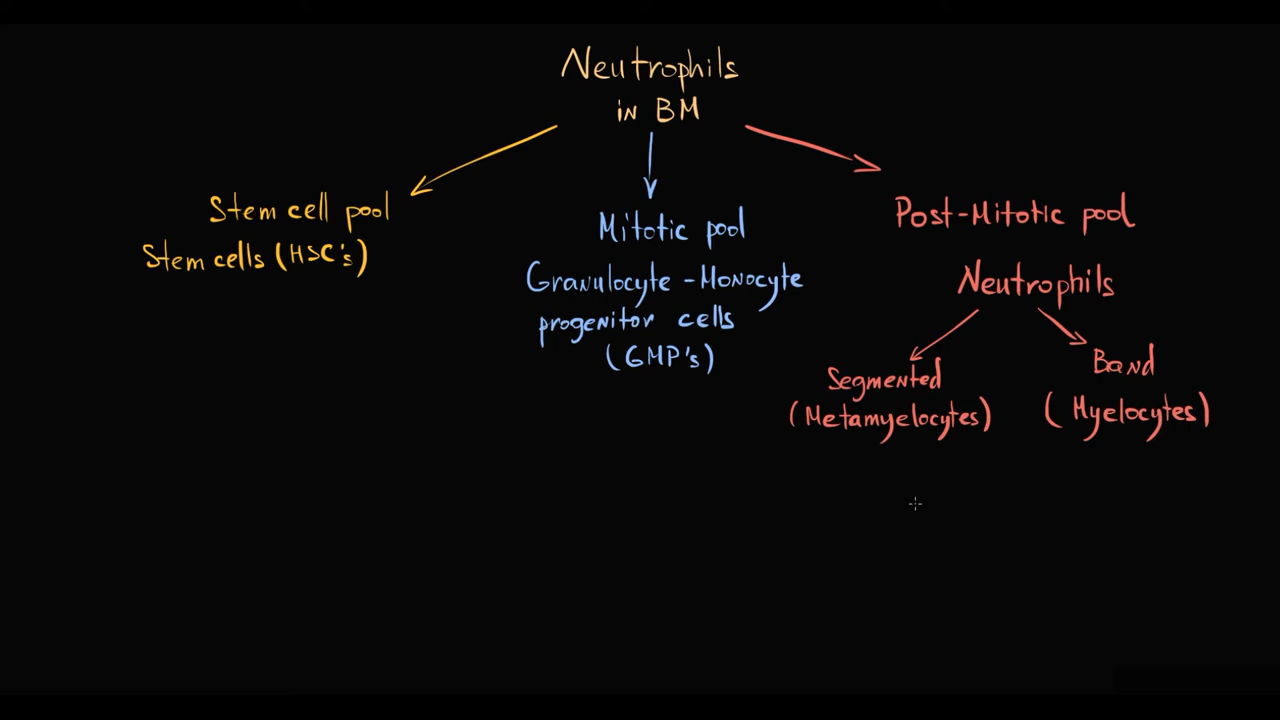 Neutrophils
in BM
Stem cell pool
Stem cells (HSC's)
Mitotic pool
Granulocyte - Monocyte
progenitor cells
(GMP's)
Post-Mitotic pool
Neutrophils
Segmented
(Metamyelocytes)
Band
(Myelocytes)